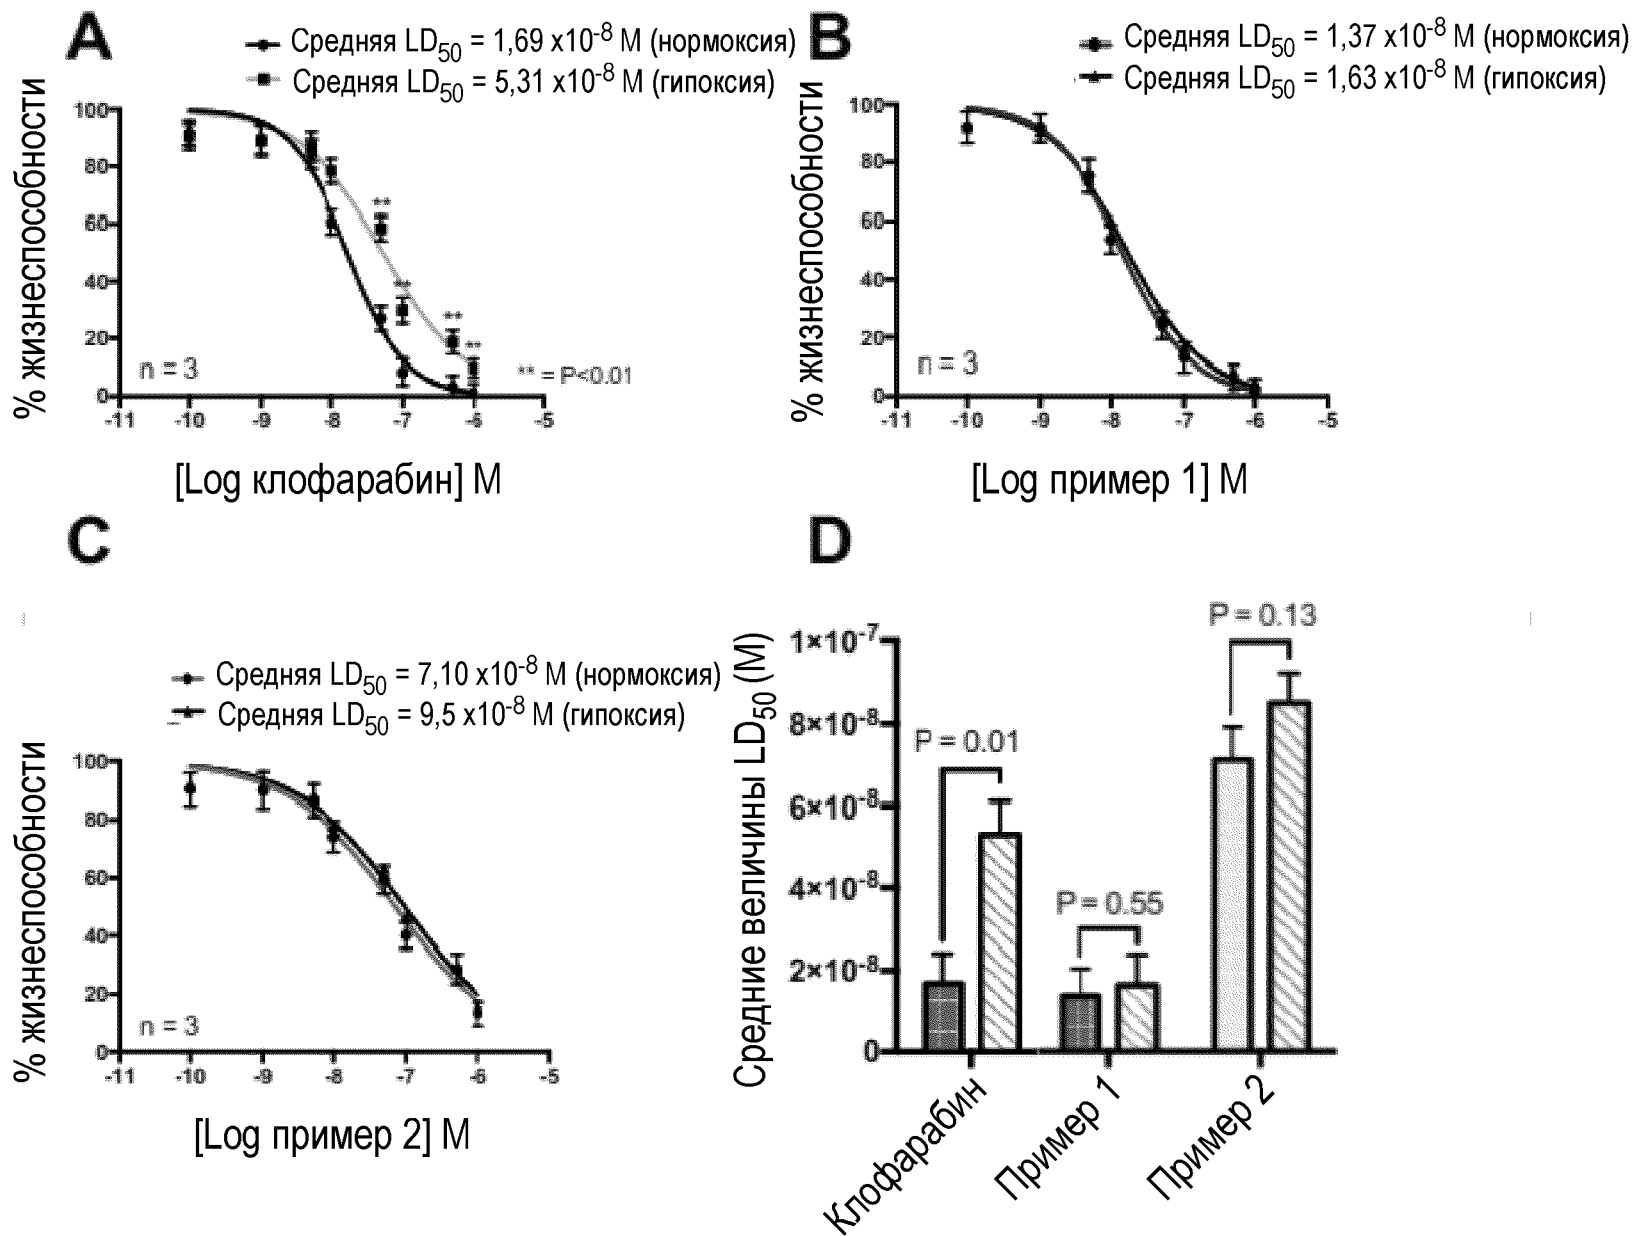 A
Средняя LD50 = 1,69 x10-8 M (нормоксия)
Средняя LD50 = 5,31 x10-8 M (гипоксия)
% жизнеспособности
100
80
60
40
20
0
**
**
**
**
n = 3
** = P<0.01
-11 -10 -9 -8 -7 -6 -5
[Log клофарабин] M
B
Средняя LD50 = 1,37 x10-8 M (нормоксия)
Средняя LD50 = 1,63 x10-8 M (гипоксия)
% жизнеспособности
100
80
60
40
20
0
n = 3
-11 -10 -9 -8 -7 -6 -5
[Log пример 1] M
C
Средняя LD50 = 7,10 x10-8 M (нормоксия)
Средняя LD50 = 9,5 x10-8 M (гипоксия)
% жизнеспособности
100
80
60
40
20
0
n = 3
-11 -10 -9 -8 -7 -6 -5
[Log пример 2] M
D
Средние величины LD50 (M)
1×10-7
8×10-8
6×10-8
4×10-8
2×10-8
0
P = 0.01
P = 0.55
P = 0.13
Клофарабин
Пример 1
Пример 2